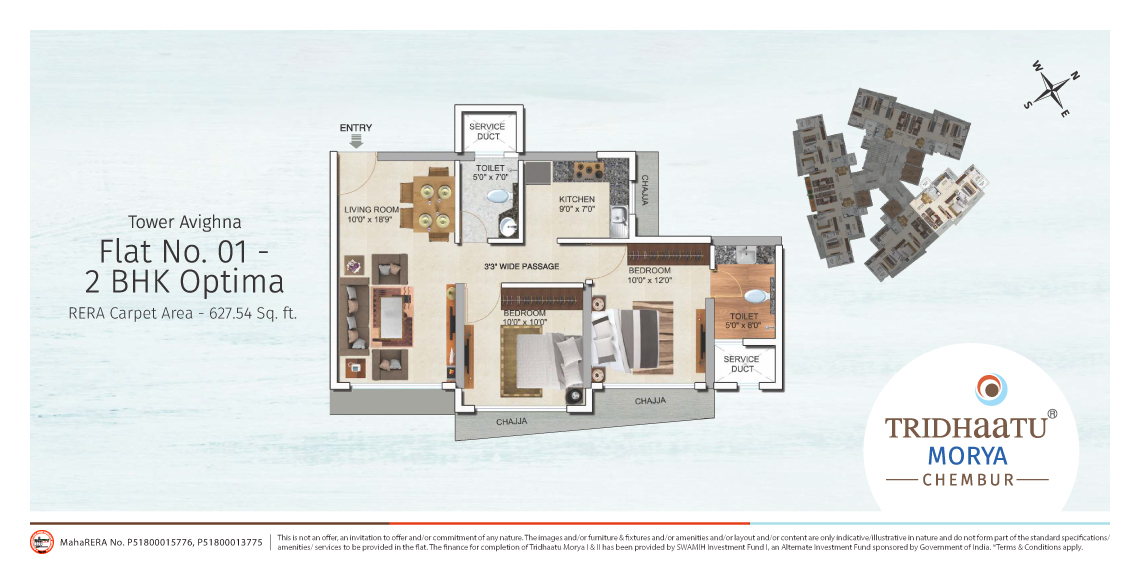 Tower Avighna
Flat No. 01 -
2 BHK Optima
RERA Carpet Area - 627.54 Sq. ft.
ENTRY
SERVICE
DUCT
TOILET
5'0" x 7'0"
KITCHEN
9'0" x 7'0"
CHAJJA
LIVING ROOM
10'0" x 18'9"
3'3" WIDE PASSAGE
BEDROOM
10'0" x 12'0"
BEDROOM
10'0" x 10'0"
TOILET
5'0" x 8'0"
SERVICE
DUCT
CHAJJA
CHAJJA
W
N
S
E
TRIDHaaTU®
MORYA
CHEMBUR
MahaRERA No. P51800015776, P51800013775
This is not an offer, an invitation to offer and/or commitment of any nature. The images and/or furniture & fixtures and/or amenities and/or layout and/or content are only indicative/illustrative in nature and do not form part of the standard specifications/
amenities/ services to be provided in the flat. The finance for completion of Tridhaatu Morya I & II has been provided by SWAMIH Investment Fund I, an Alternate Investment Fund sponsored by Government of India. *Terms & Conditions apply.